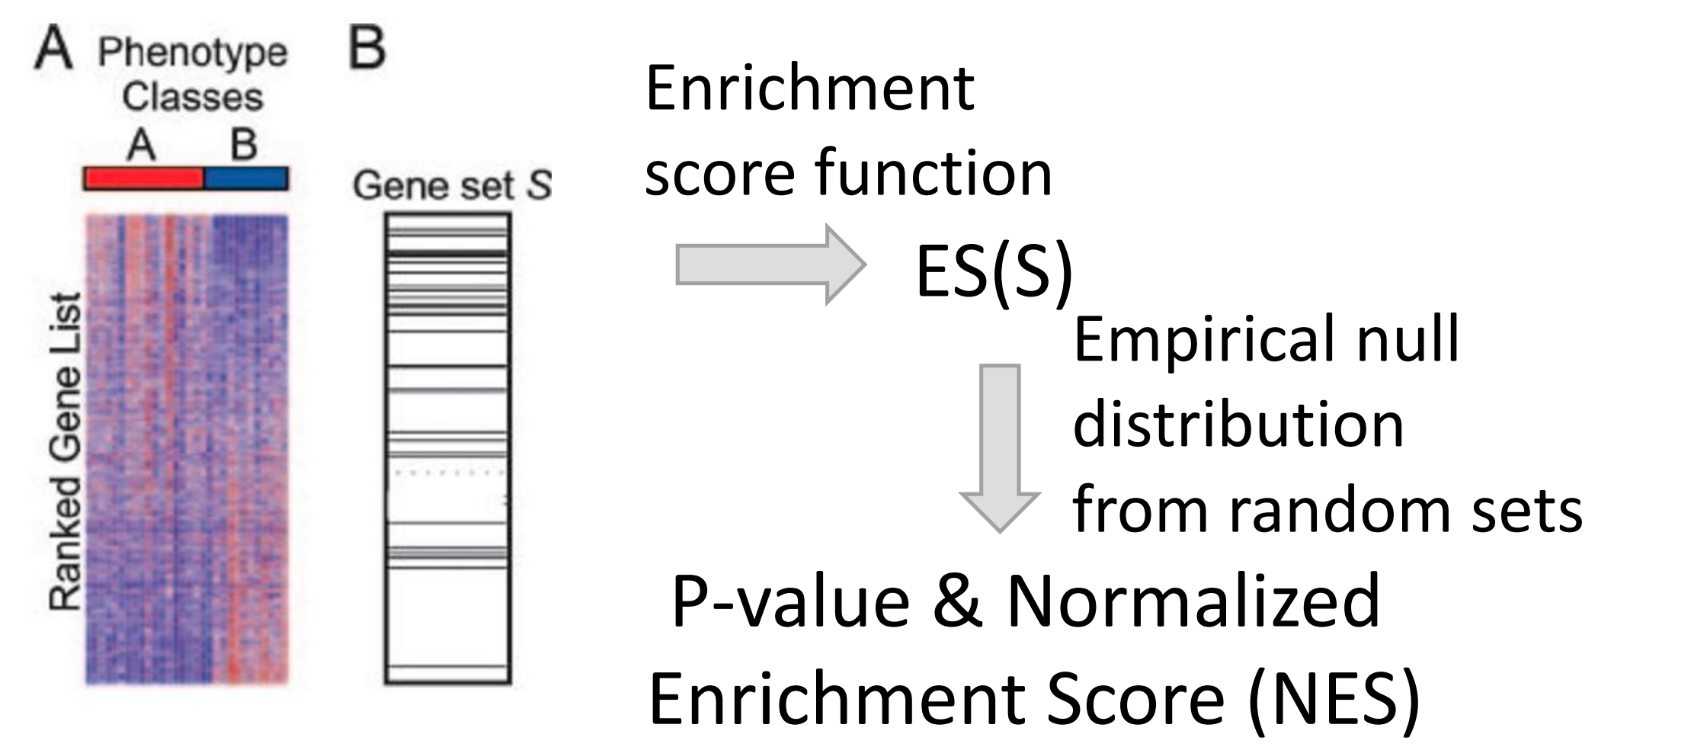 A
Phenotype
Classes
A B
Ranked Gene List
B
Gene set S
Enrichment
score function
ES(S)
Empirical null
distribution
from random sets
P-value & Normalized
Enrichment Score (NES)